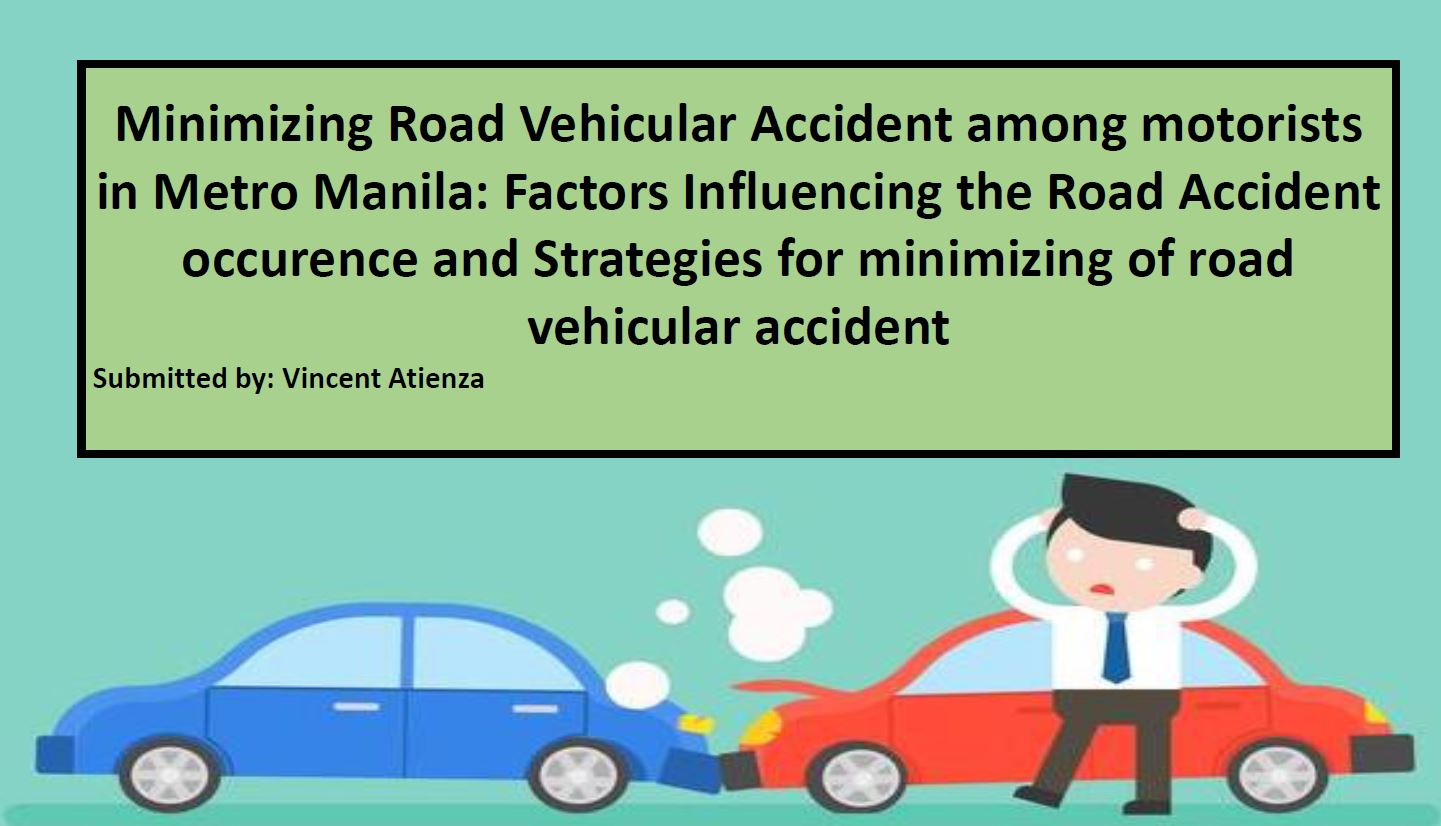 Minimizing Road Vehicular Accident among motorists
in Metro Manila: Factors Influencing the Road Accident
occurence and Strategies for minimizing of road
vehicular accident
Submitted by: Vincent Atienza